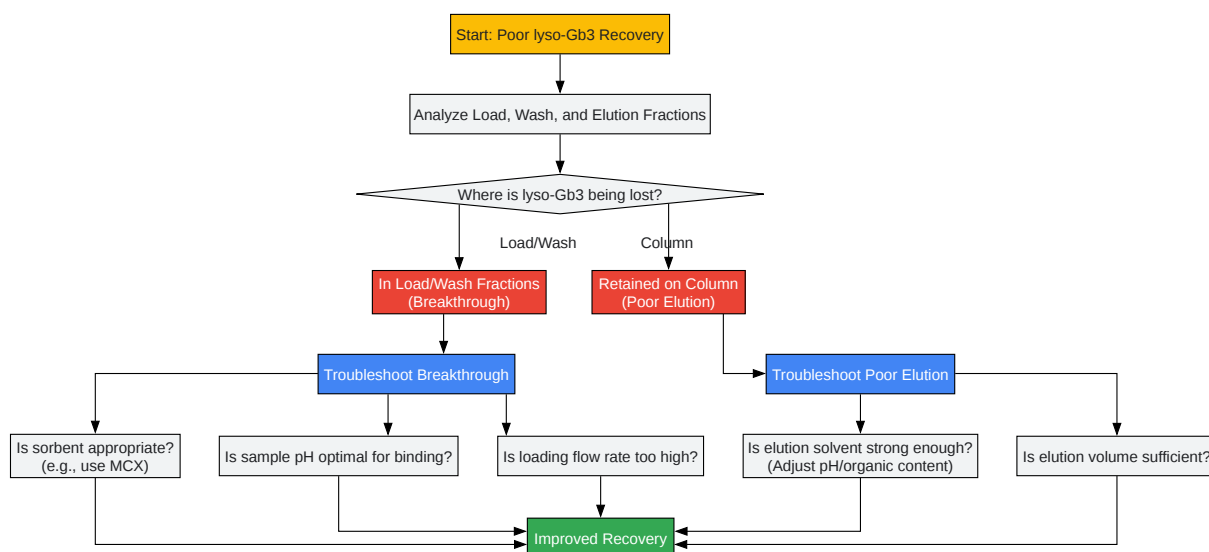 Start: Poor lyso-Gb3 Recovery
Analyze Load, Wash, and Elution Fractions
Where is lyso-Gb3 being lost?
Load/Wash
Column
In Load/Wash Fractions
(Breakthrough)
Retained on Column
(Poor Elution)
Troubleshoot Breakthrough
Troubleshoot Poor Elution
Is sorbent appropriate?
(e.g., use MCX)
Is sample pH optimal for binding?
Is loading flow rate too high?
Is elution solvent strong enough?
(Adjust pH/organic content)
Is elution volume sufficient?
Improved Recovery